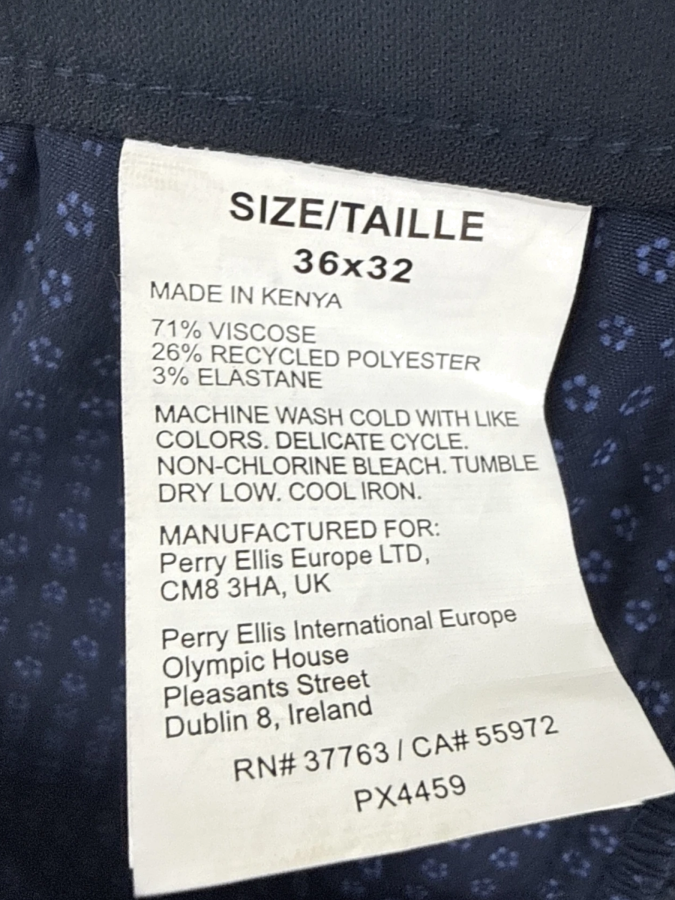 SIZE/TAILLE
36x32
MADE IN KENYA
71% VISCOSE
26% RECYCLED POLYESTER
3% ELASTANE
MACHINE WASH COLD WITH LIKE
COLORS. DELICATE CYCLE.
NON-CHLORINE BLEACH. TUMBLE
DRY LOW. COOL IRON.
MANUFACTURED FOR:
Perry Ellis Europe LTD,
CM8 3HA, UK
Perry Ellis International Europe
Olympic House
Pleasants Street
Dublin 8, Ireland
RN# 37763 / CA# 55972
PX4459